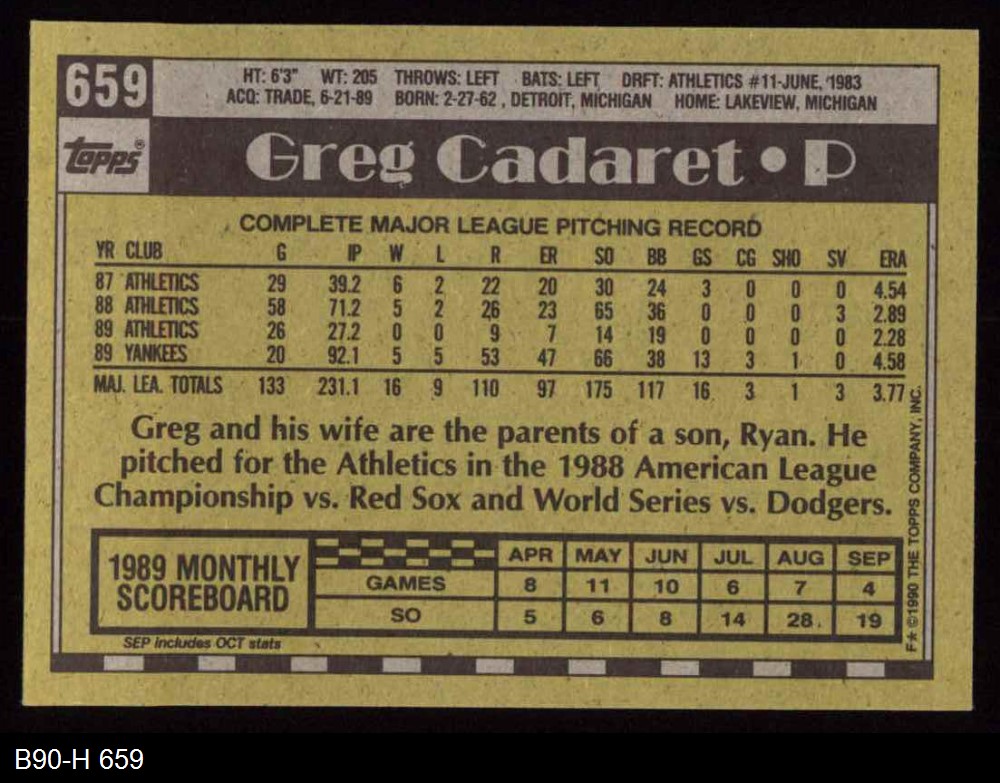 659
HT: 6'3" WT: 205 THROWS: LEFT BATS: LEFT DRFT: ATHLETICS #11-JUNE, 1983
ACQ: TRADE, 6-21-89 BORN: 2-27-62, DETROIT, MICHIGAN HOME: LAKEVIEW, MICHIGAN
topps®
Greg Cadaret • P
COMPLETE MAJOR LEAGUE PITCHING RECORD
YR CLUB G IP W L R ER SO BB GS CG SHO SV ERA
87 ATHLETICS 29 39.2 6 2 22 20 30 24 3 0 0 0 4.54
88 ATHLETICS 58 71.2 5 2 26 23 65 36 0 0 0 3 2.89
89 ATHLETICS 26 27.2 0 0 9 7 14 19 0 0 0 0 2.28
89 YANKEES 20 92.1 5 5 53 47 66 38 13 3 1 0 4.58
MAJ. LEA. TOTALS 133 231.1 16 9 110 97 175 117 16 3 1 3 3.77
Greg and his wife are the parents of a son, Ryan. He
pitched for the Athletics in the 1988 American League
Championship vs. Red Sox and World Series vs. Dodgers.
1989 MONTHLY
SCOREBOARD
APR MAY JUN JUL AUG SEP
GAMES 8 11 10 6 7 4
SO 5 6 8 14 28 19
SEP includes OCT stats
F★ ©1990 THE TOPPS COMPANY, INC.
B90-H 659